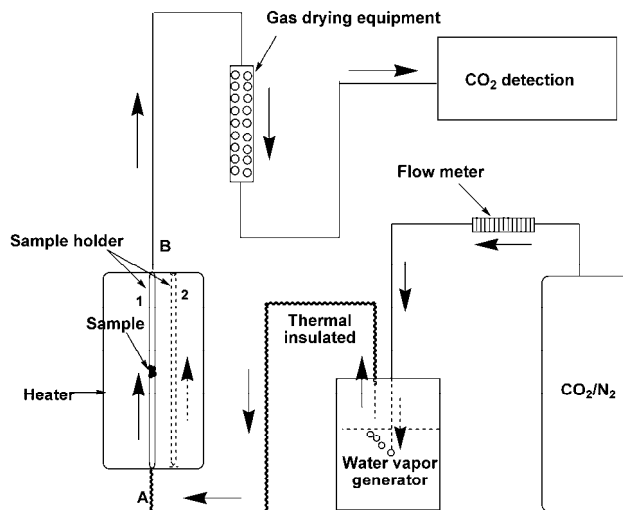 Gas drying equipment
CO2 detection
Flow meter
Sample holder
B
1
2
Sample
Thermal
insulated
Heater
CO2/N2
Water vapor
generator
A